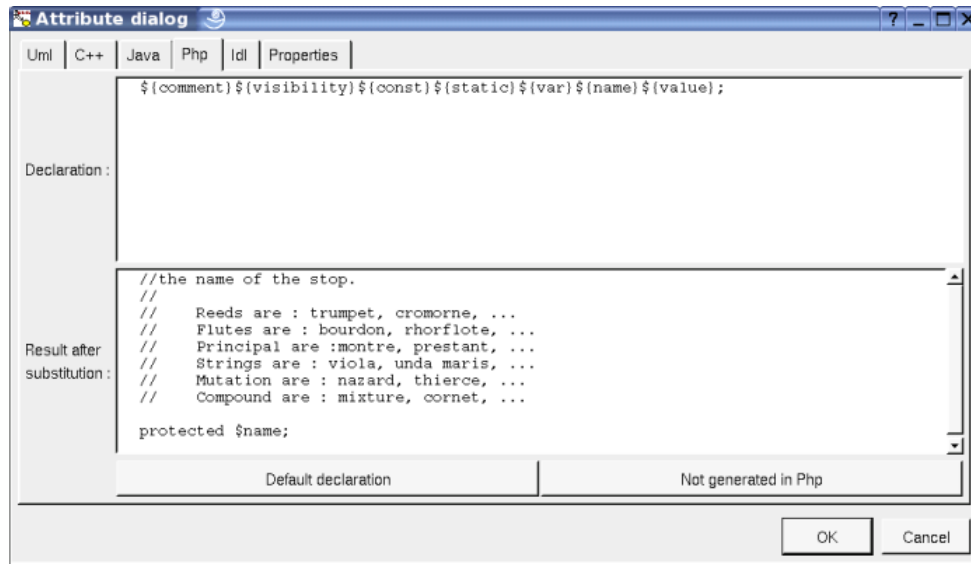 Attribute dialog
Uml C++ Java Php Idl Properties
Declaration :
${comment}${visibility}${const}${static}${var}${name}${value};
Result after
substitution :
//the name of the stop.
//
//    Reeds are : trumpet, cromorne, ...
//    Flutes are : bourdon, rhorflote, ...
//    Principal are :montre, prestant, ...
//    Strings are : viola, unda maris, ...
//    Mutation are : nazard, thierce, ...
//    Compound are : mixture, cornet, ...
protected $name;
Default declaration Not generated in Php
OK Cancel